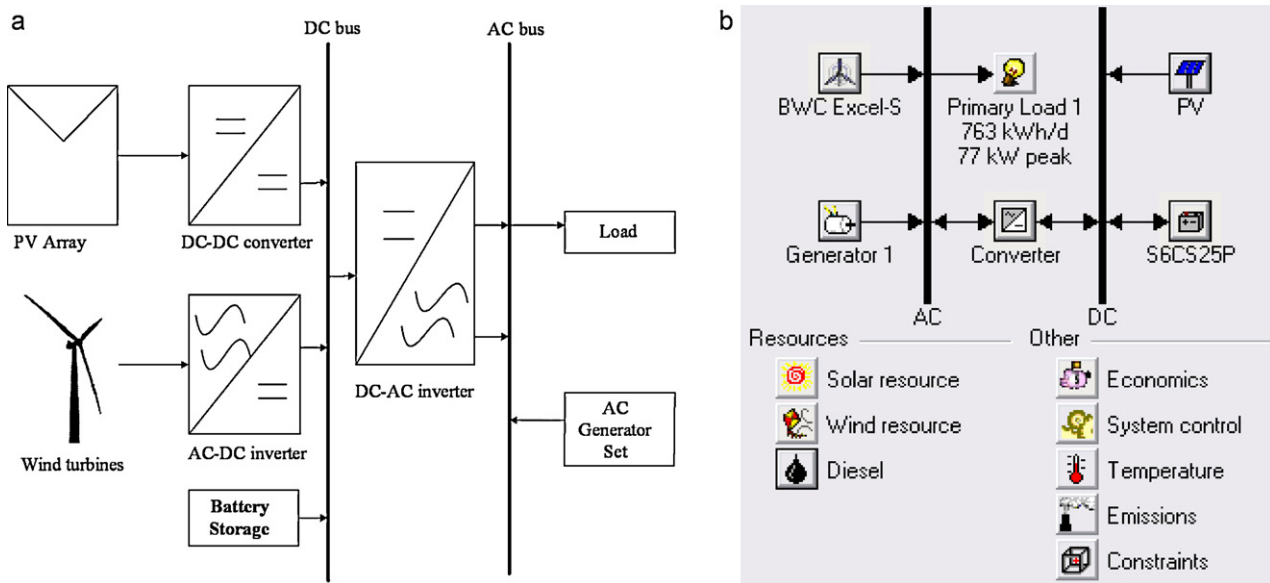 a
DC bus
AC bus
PV Array
DC-DC converter
Load
Wind turbines
AC-DC inverter
DC-AC inverter
AC
Generator
Set
Battery
Storage
b
BWC Excel-S
Primary Load 1
763 kWh/d
77 kW peak
PV
Generator 1
Converter
S6CS25P
AC
DC
Resources
Other
Solar resource
Economics
Wind resource
System control
Diesel
Temperature
Emissions
Constraints